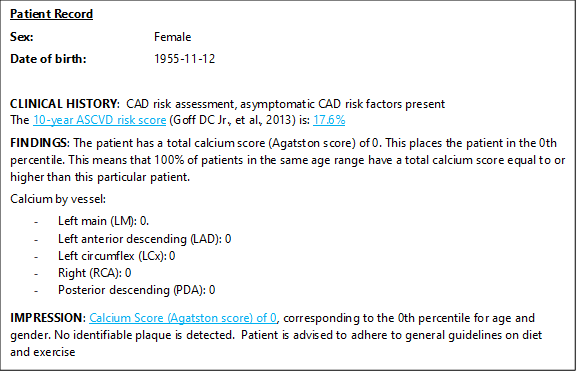 Patient Record
Sex: Female
Date of birth: 1955-11-12
CLINICAL HISTORY: CAD risk assessment, asymptomatic CAD risk factors present
The 10-year ASCVD risk score (Goff DC Jr., et al., 2013) is: 17.6%
FINDINGS: The patient has a total calcium score (Agatston score) of 0. This places the patient in the 0th
percentile. This means that 100% of patients in the same age range have a total calcium score equal to or
higher than this particular patient.
Calcium by vessel:
- Left main (LM): 0.
- Left anterior descending (LAD): 0
- Left circumflex (LCx): 0
- Right (RCA): 0
- Posterior descending (PDA): 0
IMPRESSION: Calcium Score (Agatston score) of 0, corresponding to the 0th percentile for age and
gender. No identifiable plaque is detected. Patient is advised to adhere to general guidelines on diet
and exercise